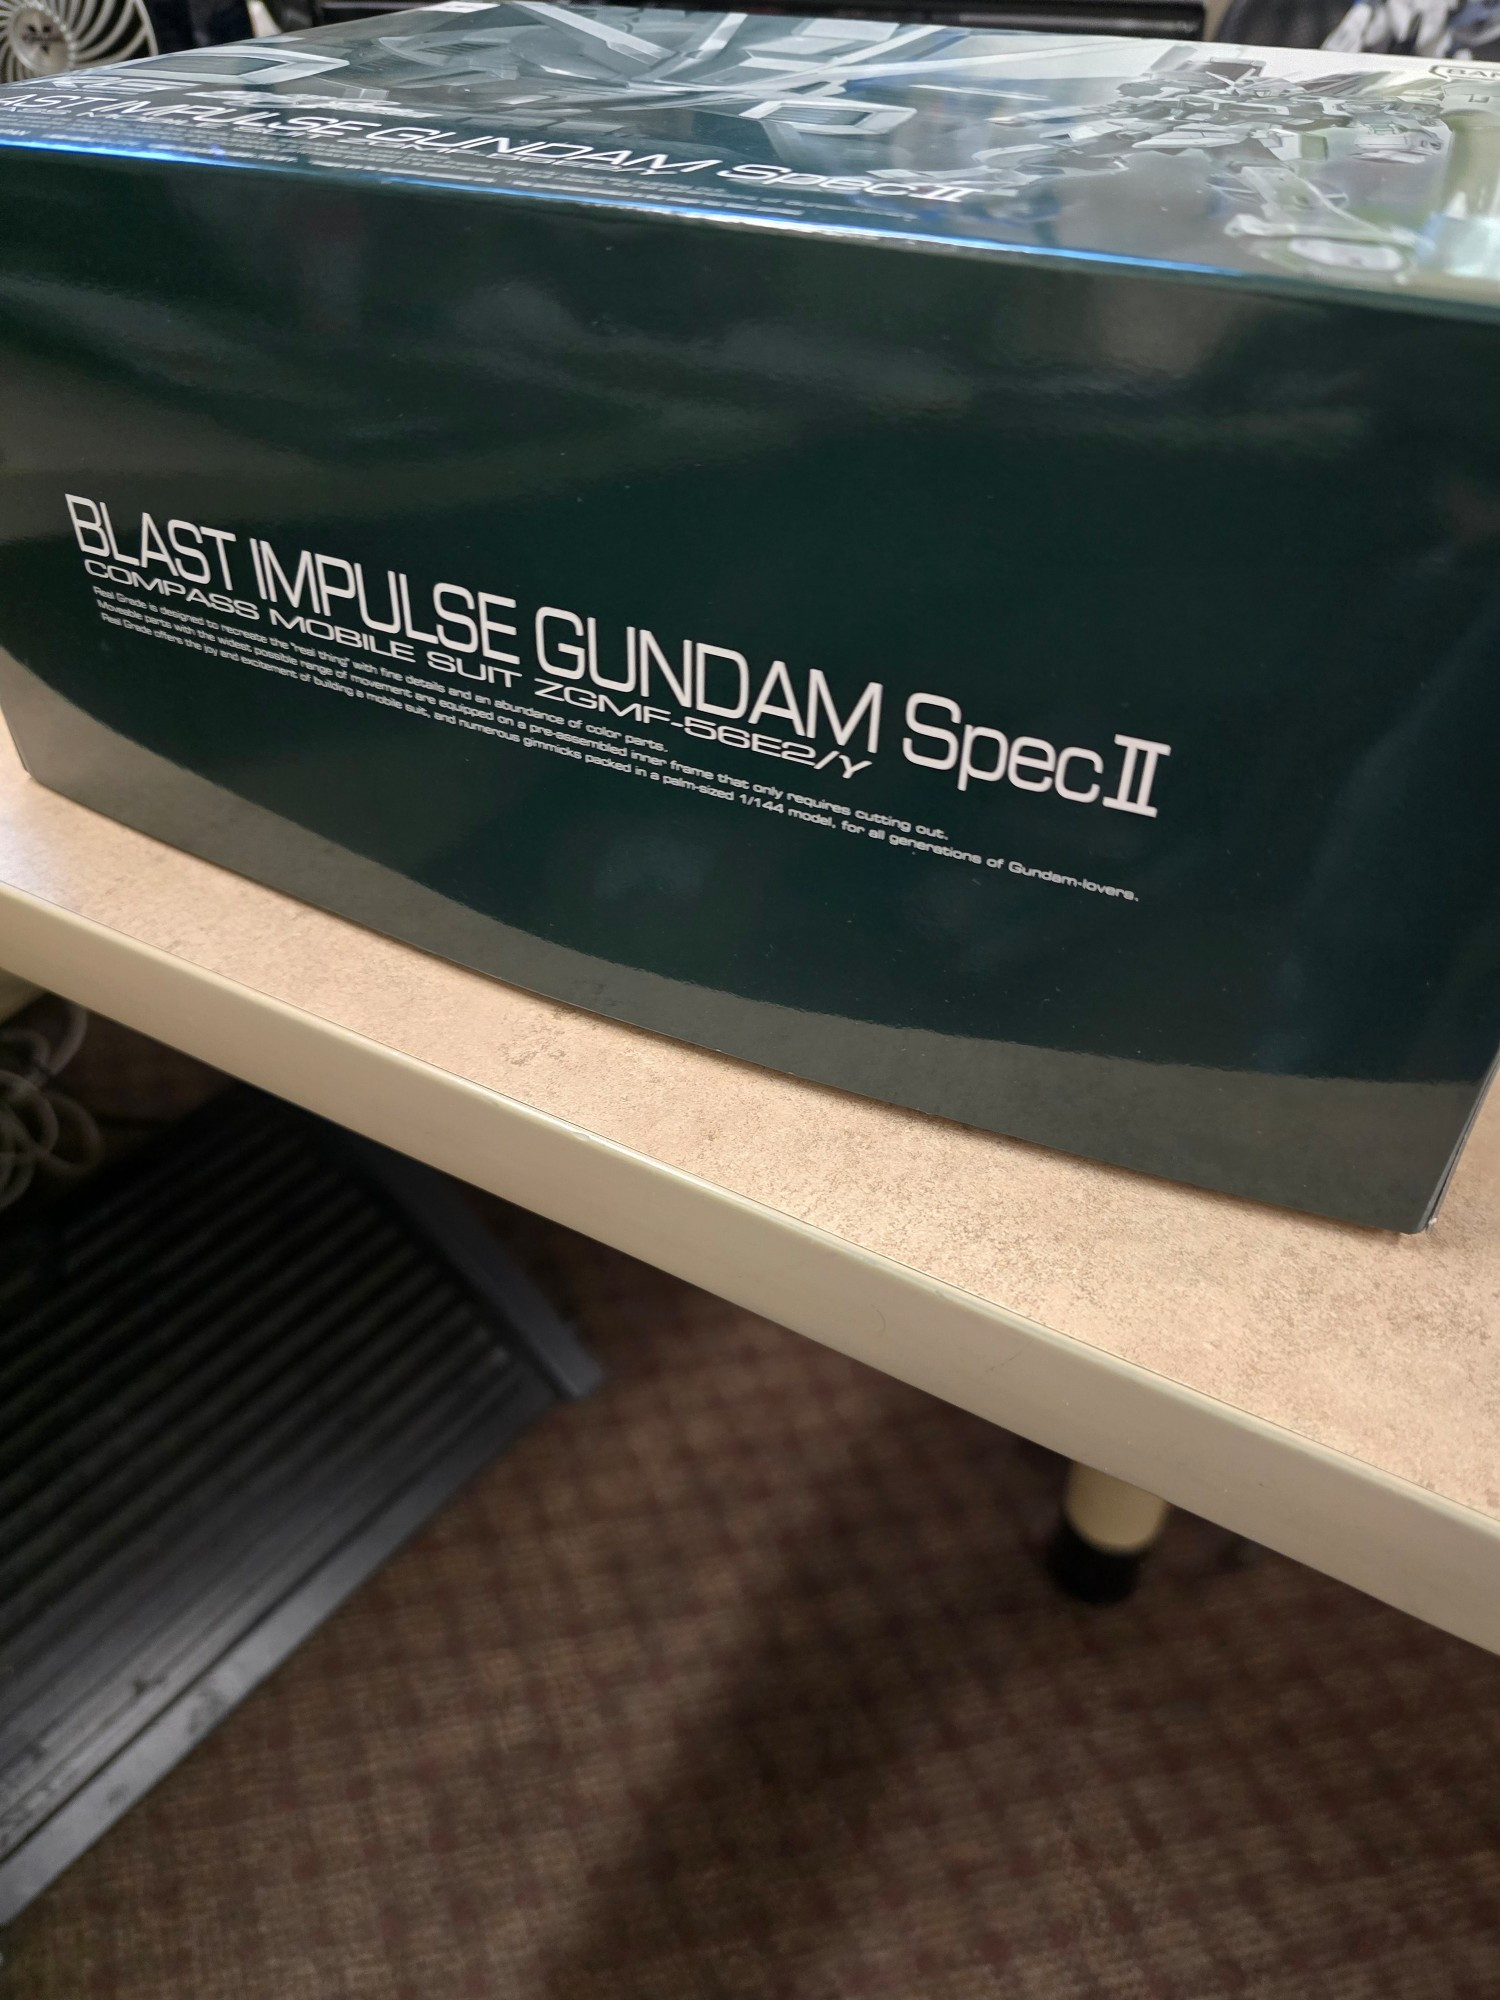 IMPULSE GUNDAM Spec II
BLAST IMPULSE GUNDAM Spec II
COMPASS MOBILE SUIT ZGMF-56E2/γ
Real Grade is designed to recreate the "real thing" with fine details and an abundance of color parts.
Moveable parts with the widest possible range of movement are equipped on a pre-assembled inner frame that only requires cutting out.
Real Grade offers the joy and excitement of building a mobile suit, and numerous gimmicks packed in a palm-sized 1/144 model, for all generations of Gundam-lovers.